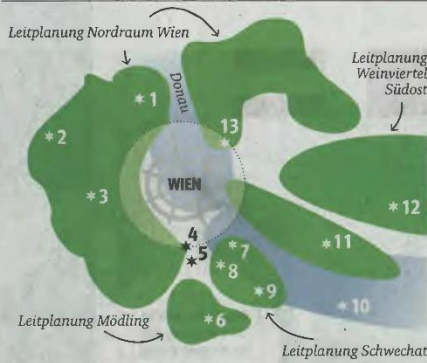 Leitplanung Nordraum Wien
Leitplanung
Weinviertel
Südost
Donau
1
2
13
3
WIEN
12
4
5
7
8
11
9
10
6
Leitplanung Mödling
Leitplanung Schwechat